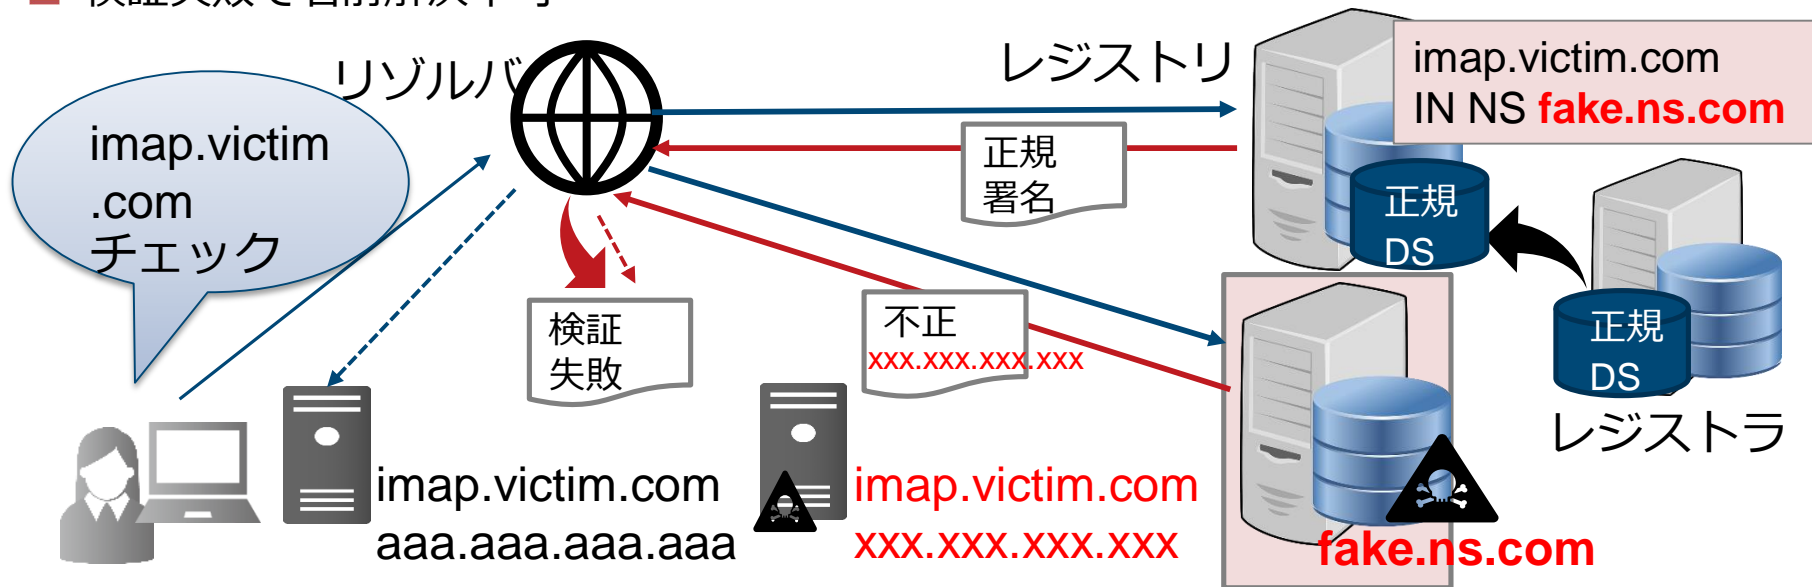 リゾルバ
レジストリ
imap.victim.com
IN NS fake.ns.com
imap.victim
.com
チェック
正規
署名
正規
DS
検証
失敗
不正
xxx.xxx.xxx.xxx
正規
DS
レジストラ
imap.victim.com
aaa.aaa.aaa.aaa
imap.victim.com
xxx.xxx.xxx.xxx
fake.ns.com